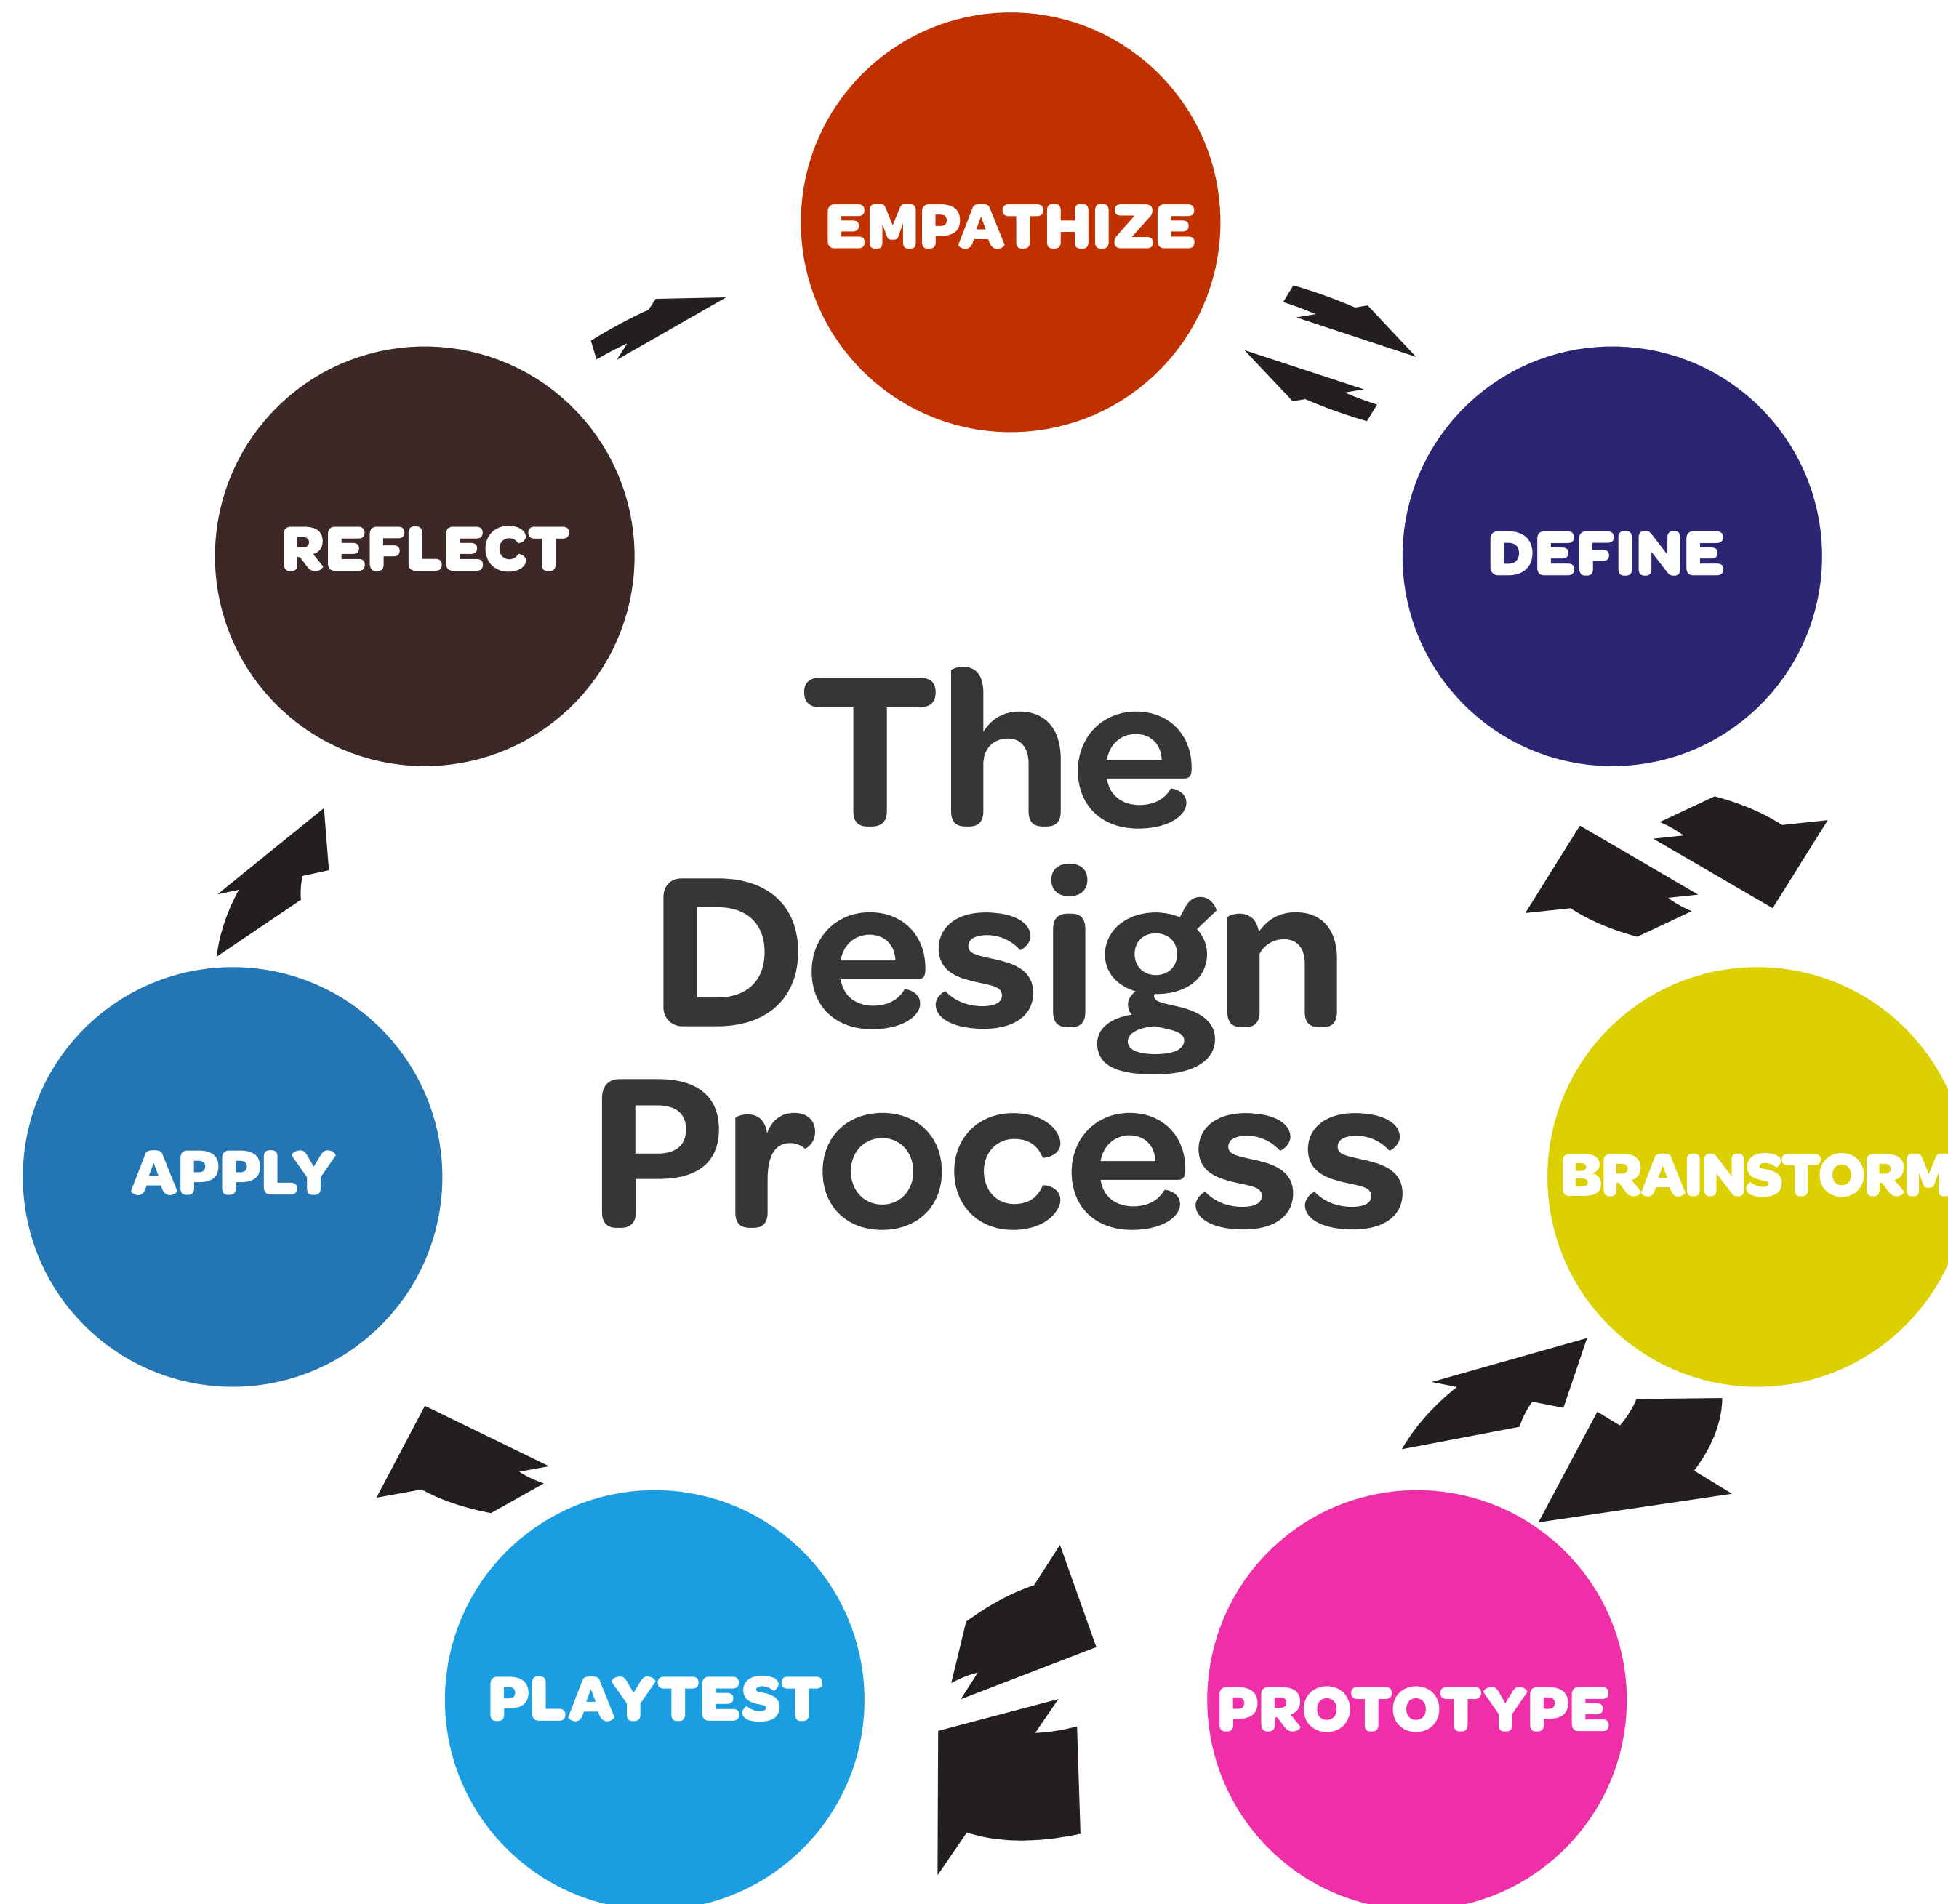 EMPATHIZE
REFLECT
DEFINE
The
Design
Process
APPLY
BRAINSTORM
PLAYTEST
PROTOTYPE